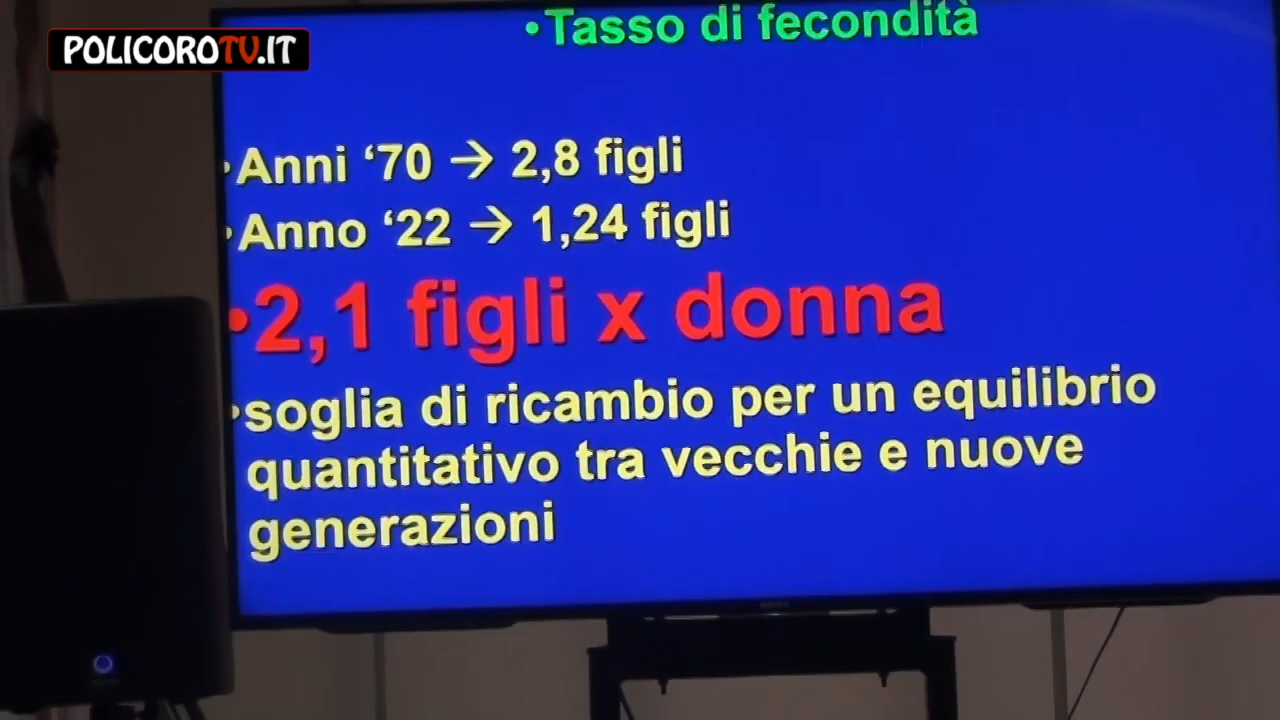 POLICOROTV.IT
•Tasso di fecondità
•Anni ‘70 → 2,8 figli
•Anno ‘22 → 1,24 figli
•2,1 figli x donna
•soglia di ricambio per un equilibrio
quantitativo tra vecchie e nuove
generazioni